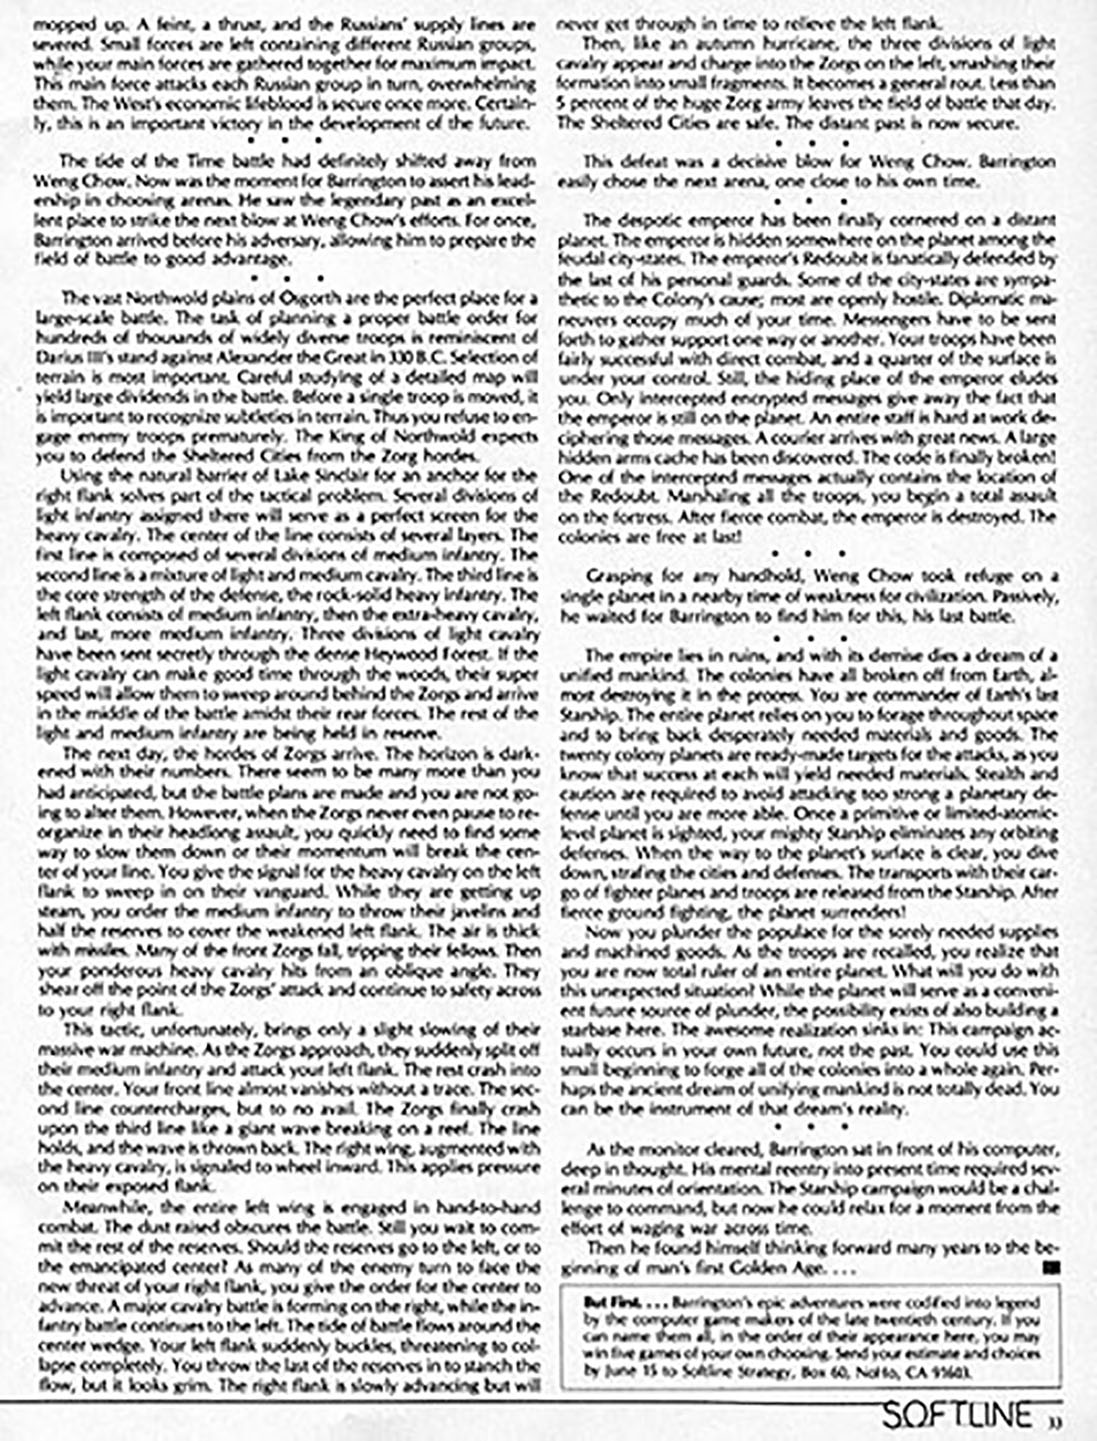 mopped up. A feint, a thrust, and the Russians' supply lines are
severed. Small forces are left containing different Russian groups,
while your main forces are gathered together for maximum impact.
This main force attacks each Russian group in turn, overwhelming
them. The West's economic lifeblood is secure once more. Certain-
ly, this is an important victory in the development of the future.
• • •
The tide of the Time battle had definitely shifted away from
Weng Chow. Now was the moment for Barrington to assert his lead-
ership in choosing arenas. He saw the legendary past as an excel-
lent place to strike the next blow at Weng Chow's efforts. For once,
Barrington arrived before his adversary, allowing him to prepare the
field of battle to good advantage.
• • •
The vast Northwold plains of Osgorth are the perfect place for a
large-scale battle. The task of planning a proper battle order for
hundreds of thousands of widely diverse troops is reminiscent of
Darius III's stand against Alexander the Great in 330 B.C. Selection of
terrain is most important. Careful studying of a detailed map will
yield large dividends in the battle. Before a single troop is moved, it
is important to recognize subtleties in terrain. Thus you refuse to en-
gage enemy troops prematurely. The King of Northwold expects
you to defend the Sheltered Cities from the Zorg hordes.
Using the natural barrier of Lake Sinclair for an anchor for the
right flank solves part of the tactical problem. Several divisions of
light infantry assigned there will serve as a perfect screen for the
heavy cavalry. The center of the line consists of several layers. The
first line is composed of several divisions of medium infantry. The
second line is a mixture of light and medium cavalry. The third line is
the core strength of the defense, the rock-solid heavy infantry. The
left flank consists of medium infantry, then the extra-heavy cavalry,
and last, more medium infantry. Three divisions of light cavalry
have been sent secretly through the dense Heywood Forest. If the
light cavalry can make good time through the woods, their super
speed will allow them to sweep around behind the Zorgs and arrive
in the middle of the battle amidst their rear forces. The rest of the
light and medium infantry are being held in reserve.
The next day, the hordes of Zorgs arrive. The horizon is dark-
ened with their numbers. There seem to be many more than you
had anticipated, but the battle plans are made and you are not go-
ing to alter them. However, when the Zorgs never even pause to re-
organize in their headlong assault, you quickly need to find some
way to slow them down or their momentum will break the cen-
ter of your line. You give the signal for the heavy cavalry on the left
flank to sweep in on their vanguard. While they are getting up
steam, you order the medium infantry to throw their javelins and
half the reserves to cover the weakened left flank. The air is thick
with missiles. Many of the front Zorgs fall, tripping their fellows. Then
your ponderous heavy cavalry hits from an oblique angle. They
shear off the point of the Zorgs' attack and continue to safety across
to your right flank.
This tactic, unfortunately, brings only a slight slowing of their
massive war machine. As the Zorgs approach, they suddenly split off
their medium infantry and attack your left flank. The rest crash into
the center. Your front line almost vanishes without a trace. The sec-
ond line countercharges, but to no avail. The Zorgs finally crash
upon the third line like a giant wave breaking on a reef. The line
holds, and the wave is thrown back. The right wing, augmented with
the heavy cavalry, is signaled to wheel inward. This applies pressure
on their exposed flank.
Meanwhile, the entire left wing is engaged in hand-to-hand
combat. The dust raised obscures the battle. Still you wait to com-
mit the rest of the reserves. Should the reserves go to the left, or to
the emancipated center? As many of the enemy turn to face the
new threat of your right flank, you give the order for the center to
advance. A major cavalry battle is forming on the right, while the in-
fantry battle continues to the left. The tide of battle flows around the
center wedge. Your left flank suddenly buckles, threatening to col-
lapse completely. You throw the last of the reserves in to stanch the
flow, but it looks grim. The right flank is slowly advancing but will
never get through in time to relieve the left flank.
Then, like an autumn hurricane, the three divisions of light
cavalry appear and charge into the Zorgs on the left, smashing their
formation into small fragments. It becomes a general rout. Less than
5 percent of the huge Zorg army leaves the field of battle that day.
The Sheltered Cities are safe. The distant past is now secure.
• • •
This defeat was a decisive blow for Weng Chow. Barrington
easily chose the next arena, one close to his own time.
• • •
The despotic emperor has been finally cornered on a distant
planet. The emperor is hidden somewhere on the planet among the
feudal city-states. The emperor's Redoubt is fanatically defended by
the last of his personal guards. Some of the city-states are sympa-
thetic to the Colony's cause; most are openly hostile. Diplomatic ma-
neuvers occupy much of your time. Messengers have to be sent
forth to gather support one way or another. Your troops have been
fairly successful with direct combat, and a quarter of the surface is
under your control. Still, the hiding place of the emperor eludes
you. Only intercepted encrypted messages give away the fact that
the emperor is still on the planet. An entire staff is hard at work de-
ciphering those messages. A courier arrives with great news. A large
hidden arms cache has been discovered. The code is finally broken!
One of the intercepted messages actually contains the location of
the Redoubt. Marshaling all the troops, you begin a total assault
on the fortress. After fierce combat, the emperor is destroyed. The
colonies are free at last!
• • •
Grasping for any handhold, Weng Chow took refuge on a
single planet in a nearby time of weakness for civilization. Passively,
he waited for Barrington to find him for this, his last battle.
• • •
The empire lies in ruins, and with its demise dies a dream of a
unified mankind. The colonies have all broken off from Earth, al-
most destroying it in the process. You are commander of Earth's last
Starship. The entire planet relies on you to forage throughout space
and to bring back desperately needed materials and goods. The
twenty colony planets are ready-made targets for the attacks, as you
know that success at each will yield needed materials. Stealth and
caution are required to avoid attacking too strong a planetary de-
fense until you are more able. Once a primitive or limited-atomic-
level planet is sighted, your mighty Starship eliminates any orbiting
defenses. When the way to the planet's surface is clear, you dive
down, strafing the cities and defenses. The transports with their car-
go of fighter planes and troops are released from the Starship. After
fierce ground fighting, the planet surrenders!
Now you plunder the populace for the sorely needed supplies
and machined goods. As the troops are recalled, you realize that
you are now total ruler of an entire planet. What will you do with
this unexpected situation? While the planet will serve as a conveni-
ent future source of plunder, the possibility exists of also building a
starbase here. The awesome realization sinks in: This campaign ac-
tually occurs in your own future, not the past. You could use this
small beginning to forge all of the colonies into a whole again. Per-
haps the ancient dream of unifying mankind is not totally dead. You
can be the instrument of that dream's reality.
• • •
As the monitor cleared, Barrington sat in front of his computer,
deep in thought. His mental reentry into present time required sev-
eral minutes of orientation. The Starship campaign would be a chal-
lenge to command, but now he could relax for a moment from the
effort of waging war across time.
Then he found himself thinking forward many years to the be-
ginning of man's first Golden Age. . . .
But First. . . . Barrington's epic adventures were codified into legend
by the computer game makers of the late twentieth century. If you
can name them all, in the order of their appearance here, you may
win five games of your own choosing. Send your estimate and choices
by June 15 to Softline Strategy, Box 60, NoHo, CA 91603.
SOFTLINE 33